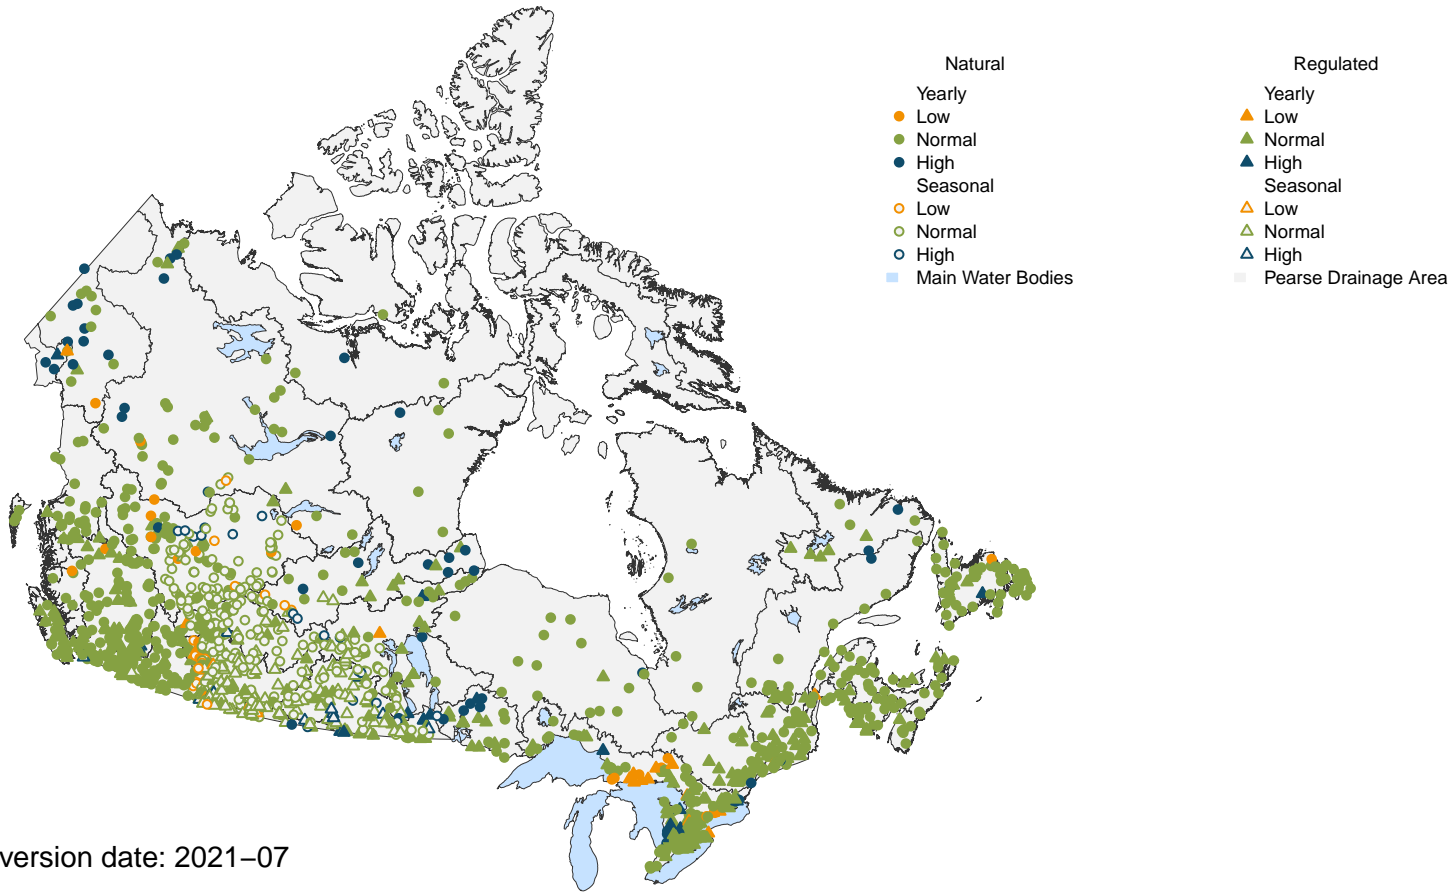 Natural
Yearly
Low
Normal
High
Seasonal
Low
Normal
High
Main Water Bodies
Regulated
Yearly
Low
Normal
High
Seasonal
Low
Normal
High
Pearse Drainage Area
version date: 2021–07